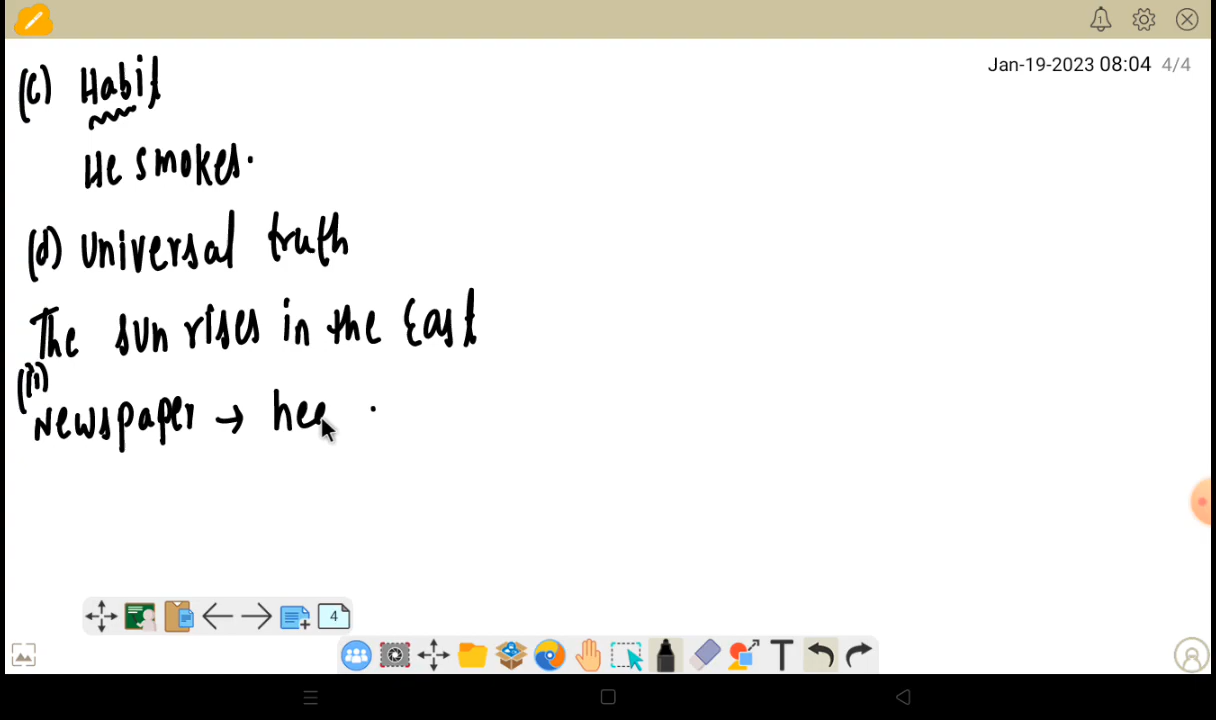 Jan-19-2023 08:04 4/4
(c) Habit
He smokes.
(d) Universal truth
The sun rises in the East
(ii)
Newspaper → hea
4